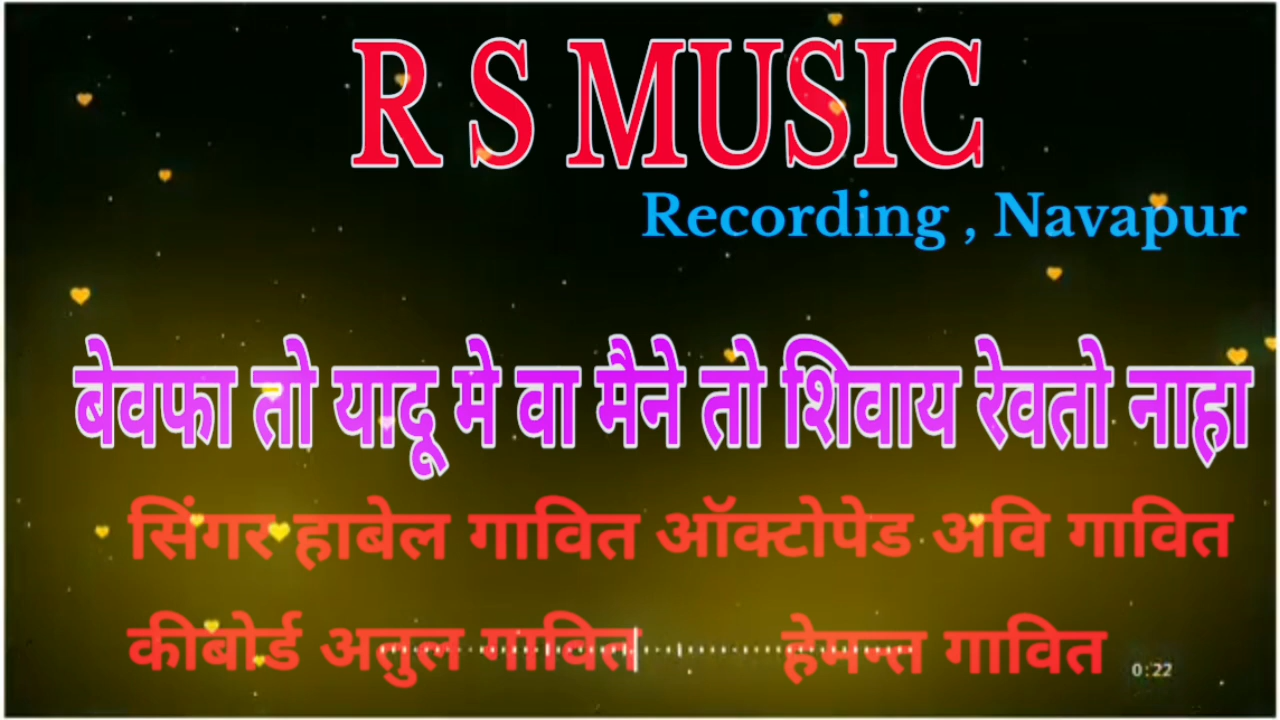 R S MUSIC
Recording , Navapur
बेवफा तो यादू मे वा मैने तो शिवाय रेवतो नाहा
सिंगर हाबेल गावित ऑक्टोपेड अवि गावित
कीबोर्ड अतुल गावित हेमन्त गावित
0:22